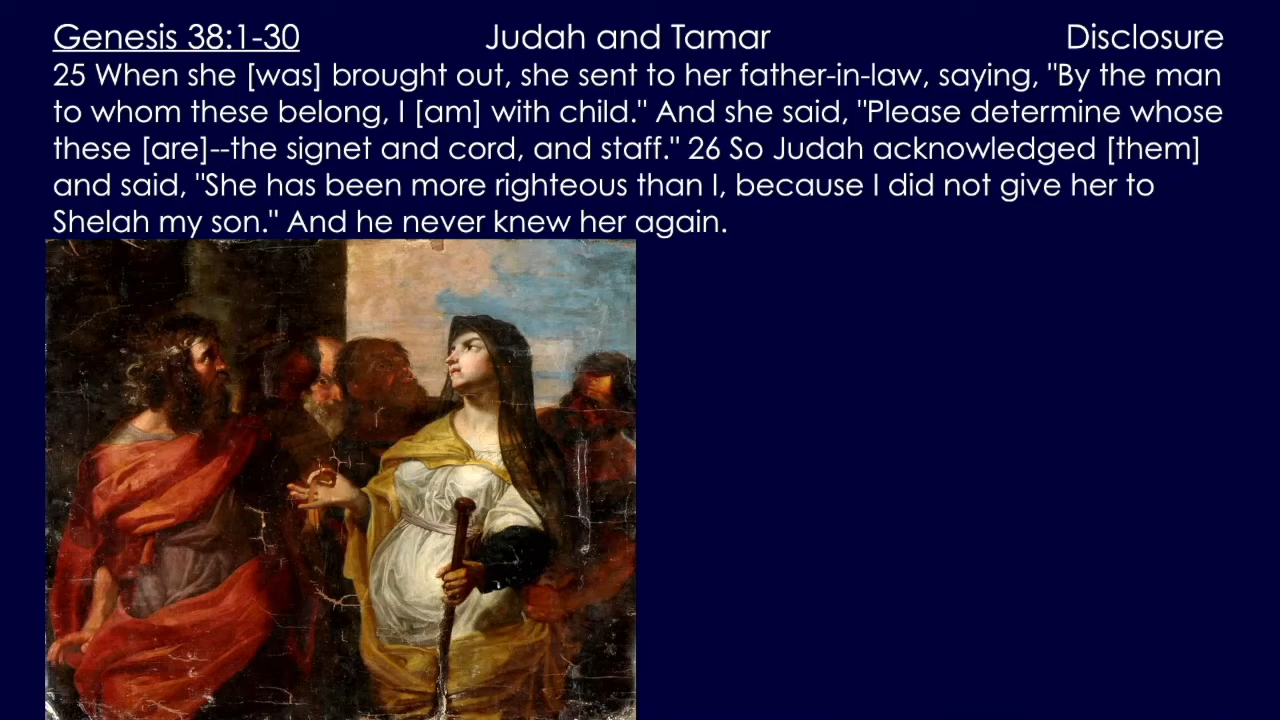 Genesis 38:1-30 Judah and Tamar Disclosure
25 When she [was] brought out, she sent to her father-in-law, saying, "By the man
to whom these belong, I [am] with child." And she said, "Please determine whose
these [are]--the signet and cord, and staff." 26 So Judah acknowledged [them]
and said, "She has been more righteous than I, because I did not give her to
Shelah my son." And he never knew her again.